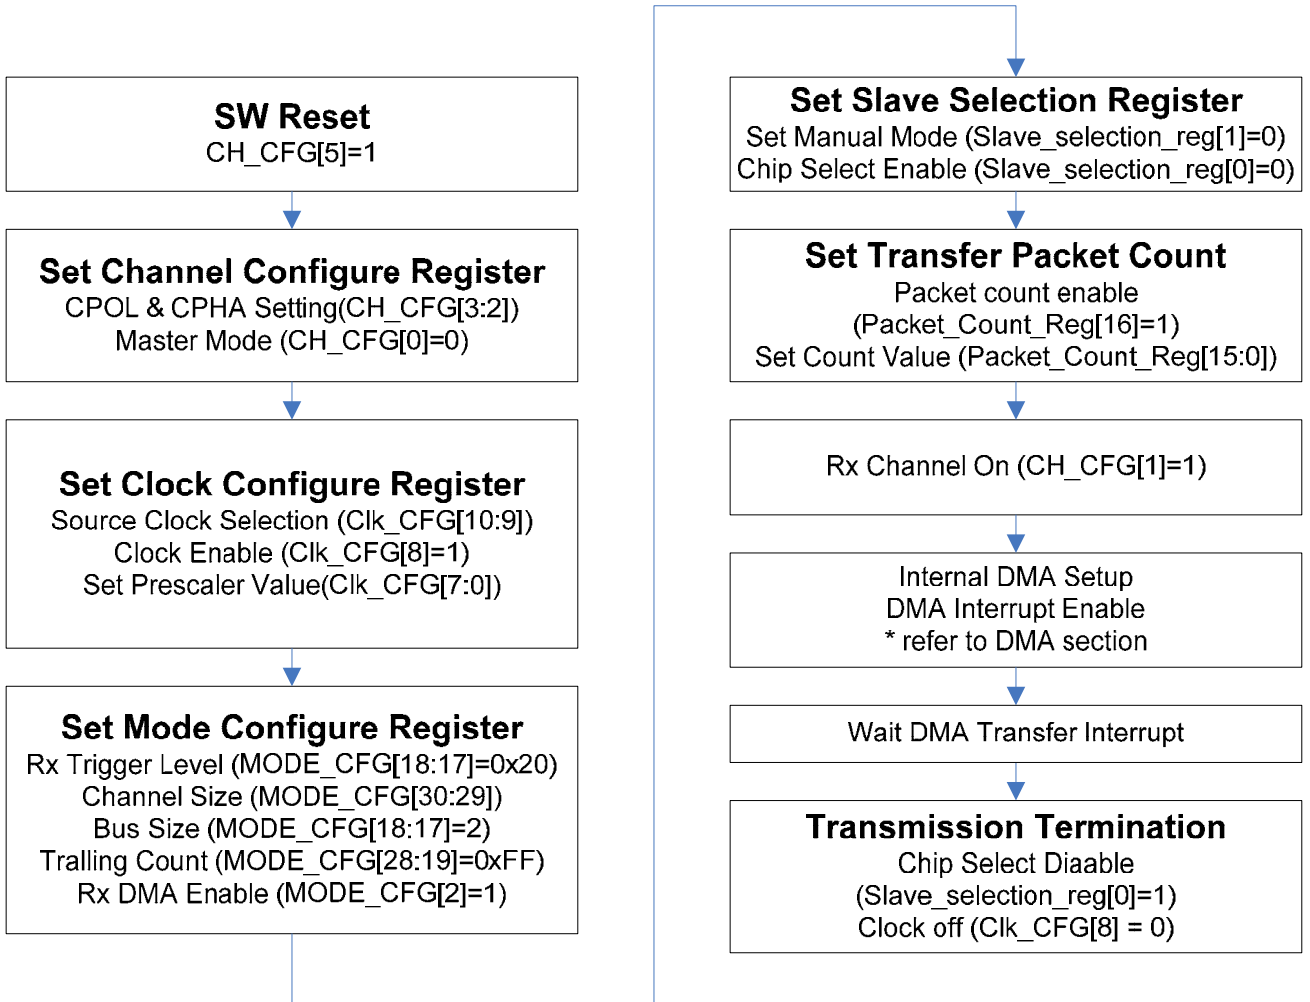 SW Reset
CH_CFG[5]=1
Set Channel Configure Register
CPOL & CPHA Setting(CH_CFG[3:2])
Master Mode (CH_CFG[0]=0)
Set Clock Configure Register
Source Clock Selection (Clk_CFG[10:9])
Clock Enable (Clk_CFG[8]=1)
Set Prescaler Value(Clk_CFG[7:0])
Set Mode Configure Register
Rx Trigger Level (MODE_CFG[18:17]=0x20)
Channel Size (MODE_CFG[30:29])
Bus Size (MODE_CFG[18:17]=2)
Tralling Count (MODE_CFG[28:19]=0xFF)
Rx DMA Enable (MODE_CFG[2]=1)
Set Slave Selection Register
Set Manual Mode (Slave_selection_reg[1]=0)
Chip Select Enable (Slave_selection_reg[0]=0)
Set Transfer Packet Count
Packet count enable
(Packet_Count_Reg[16]=1)
Set Count Value (Packet_Count_Reg[15:0])
Rx Channel On (CH_CFG[1]=1)
Internal DMA Setup
DMA Interrupt Enable
* refer to DMA section
Wait DMA Transfer Interrupt
Transmission Termination
Chip Select Diaable
(Slave_selection_reg[0]=1)
Clock off (Clk_CFG[8] = 0)